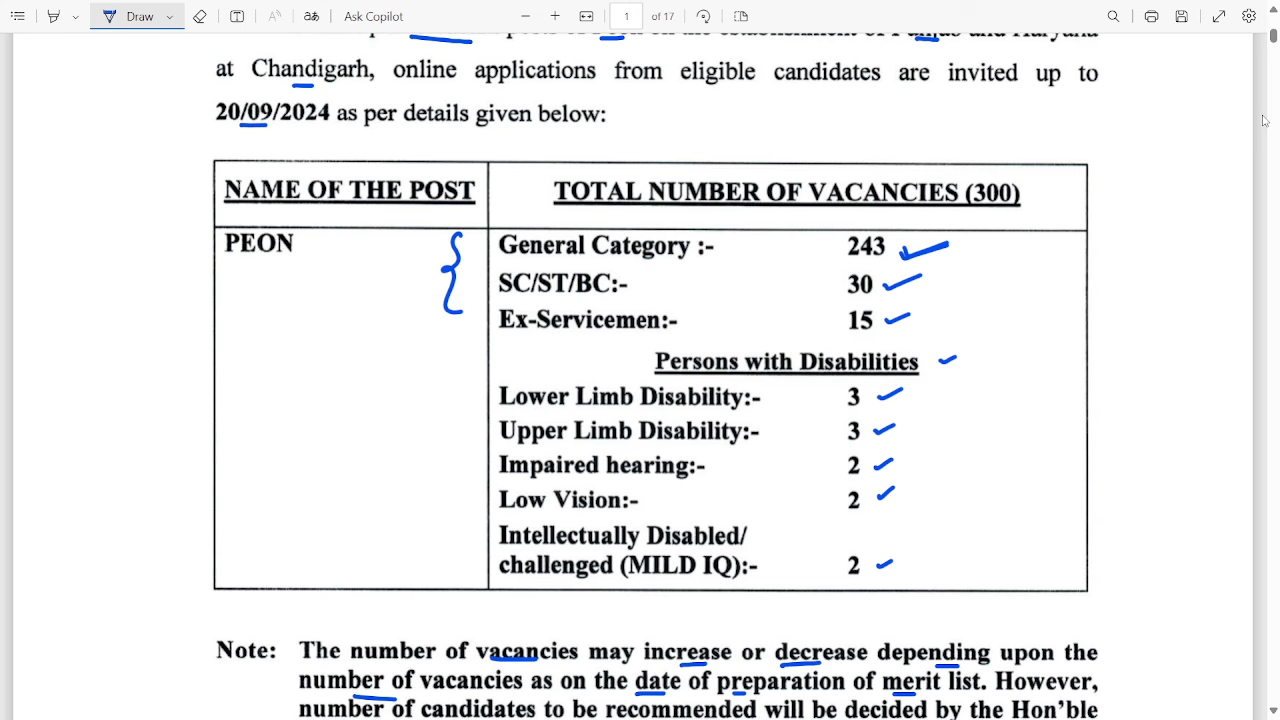 Draw
Ask Copilot
1 of 17
at Chandigarh, online applications from eligible candidates are invited up to
20/09/2024 as per details given below:
NAME OF THE POST
TOTAL NUMBER OF VACANCIES (300)
PEON
General Category :- 243
SC/ST/BC:- 30
Ex-Servicemen:- 15
Persons with Disabilities
Lower Limb Disability:- 3
Upper Limb Disability:- 3
Impaired hearing:- 2
Low Vision:- 2
Intellectually Disabled/
challenged (MILD IQ):- 2
Note: The number of vacancies may increase or decrease depending upon the
number of vacancies as on the date of preparation of merit list. However,
number of candidates to be recommended will be decided by the Hon'ble